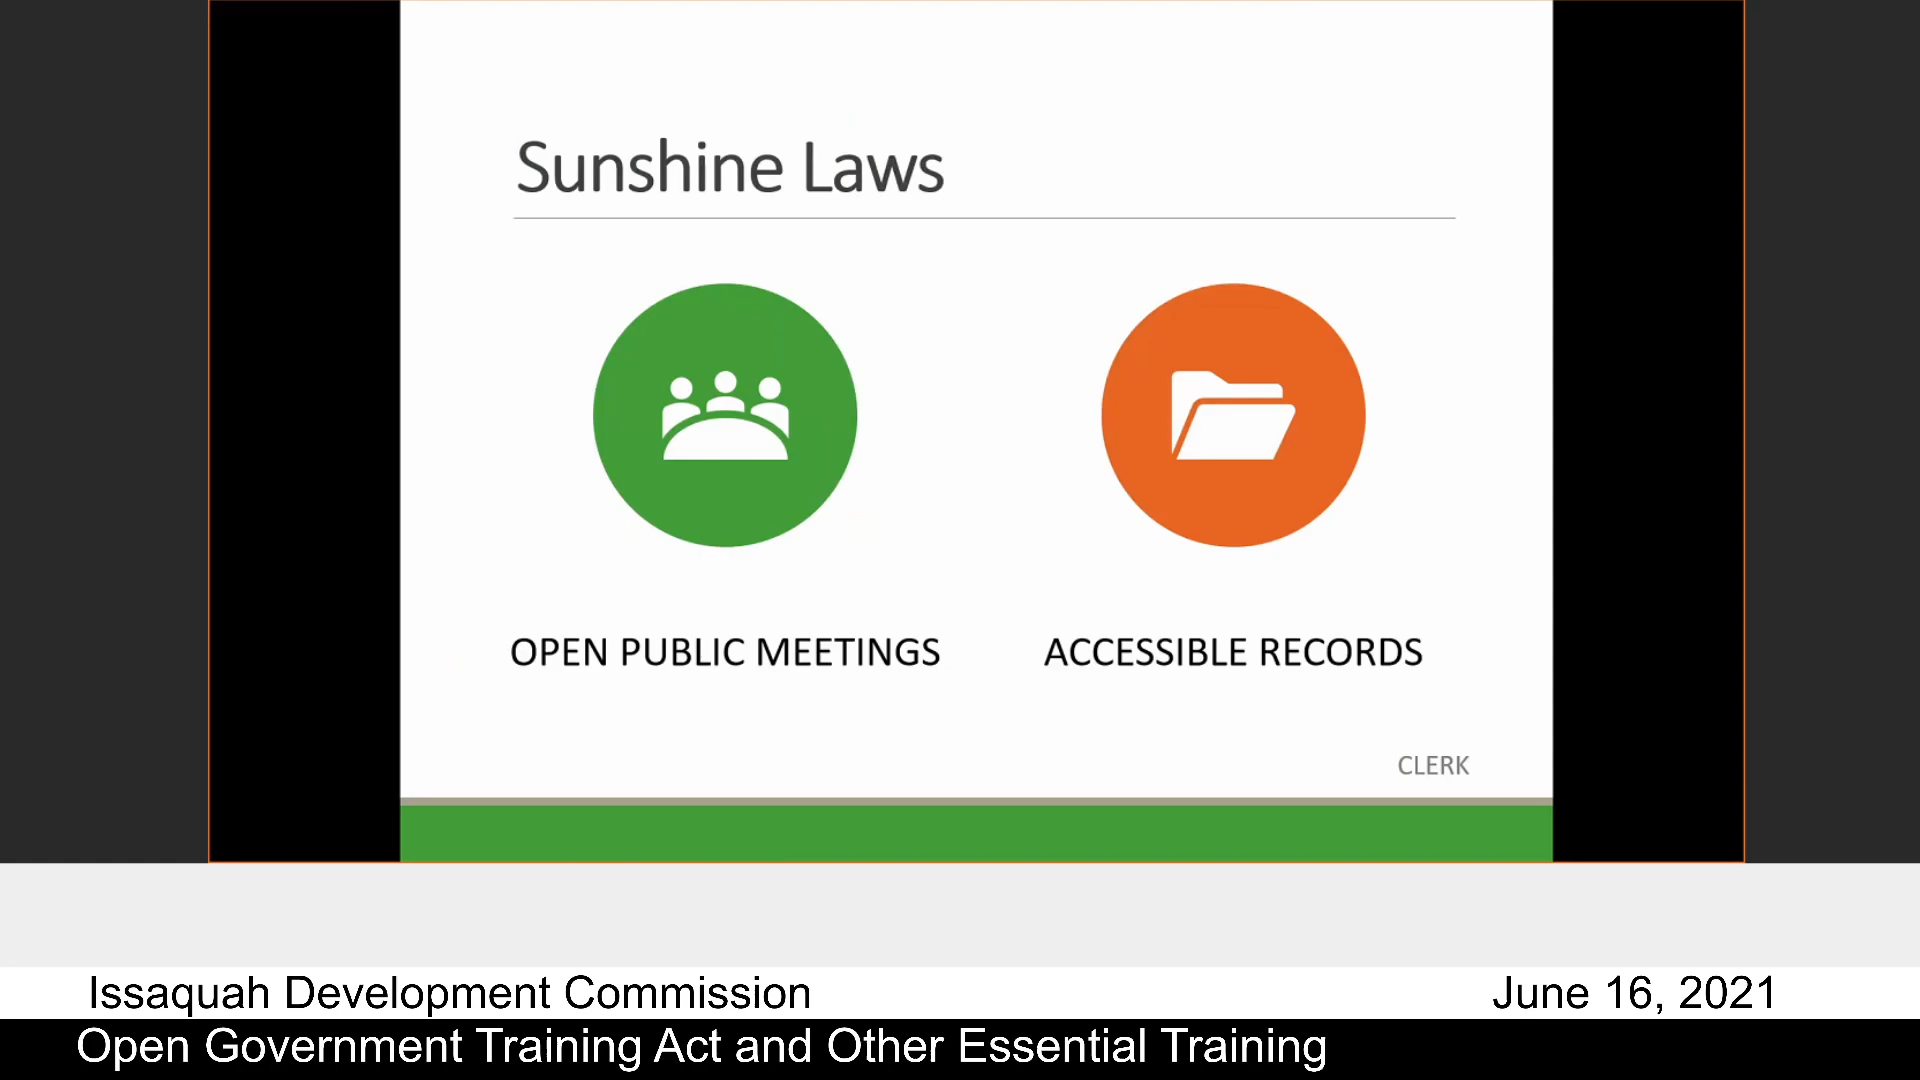 Sunshine Laws
OPEN PUBLIC MEETINGS
ACCESSIBLE RECORDS
CLERK
Issaquah Development Commission
June 16, 2021
Open Government Training Act and Other Essential Training